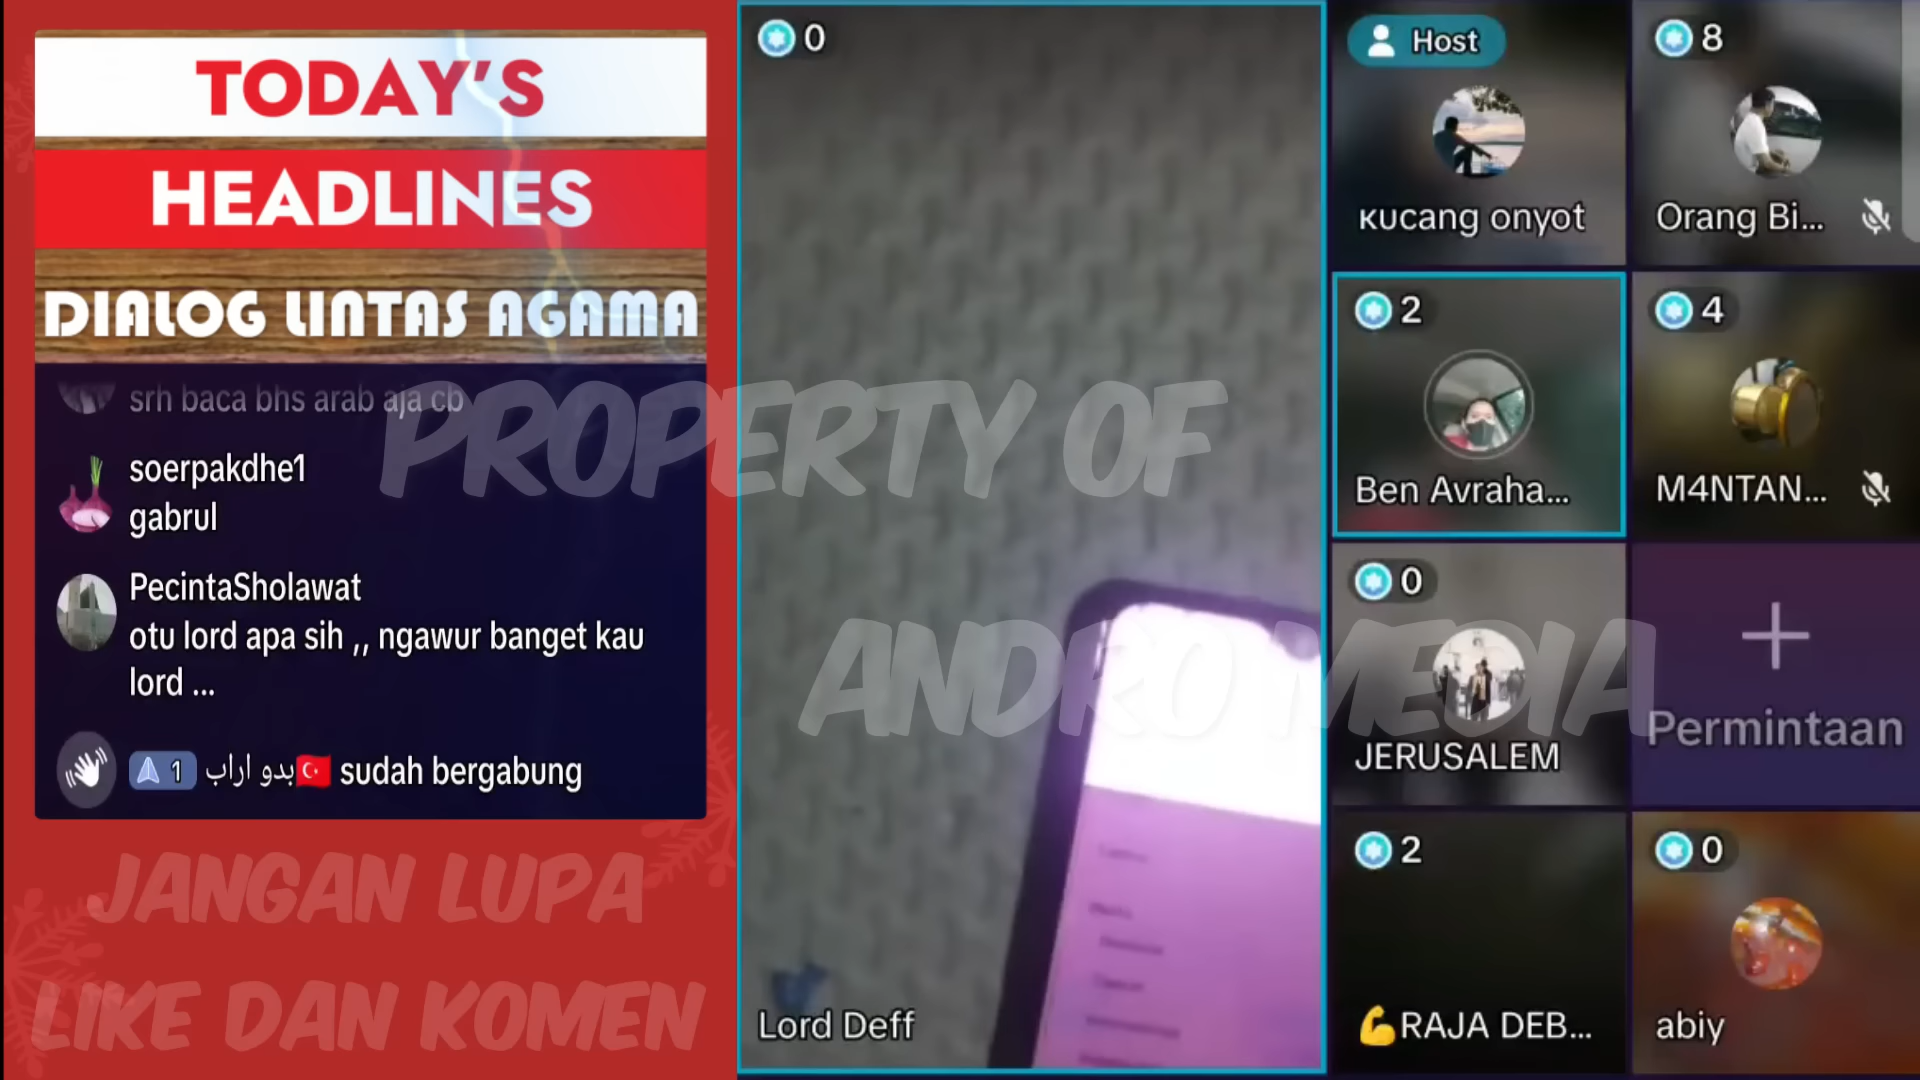 TODAY'S
HEADLINES
DIALOG LINTAS AGAMA
srh baca bhs arab aja cb
soerpakdhe1
gabrul
PecintaSholawat
otu lord apa sih ,, ngawur banget kau
lord ...
1 بدو اراب sudah bergabung
JANGAN LUPA
LIKE DAN KOMEN
PROPERTY OF
ANDRO MEDIA
0
Lord Deff
Host
кucang onyot
8
Orang Bi...
2
Ben Avraha...
4
M4NTAN...
0
JERUSALEM
Permintaan
2
RAJA DEB...
0
abiy